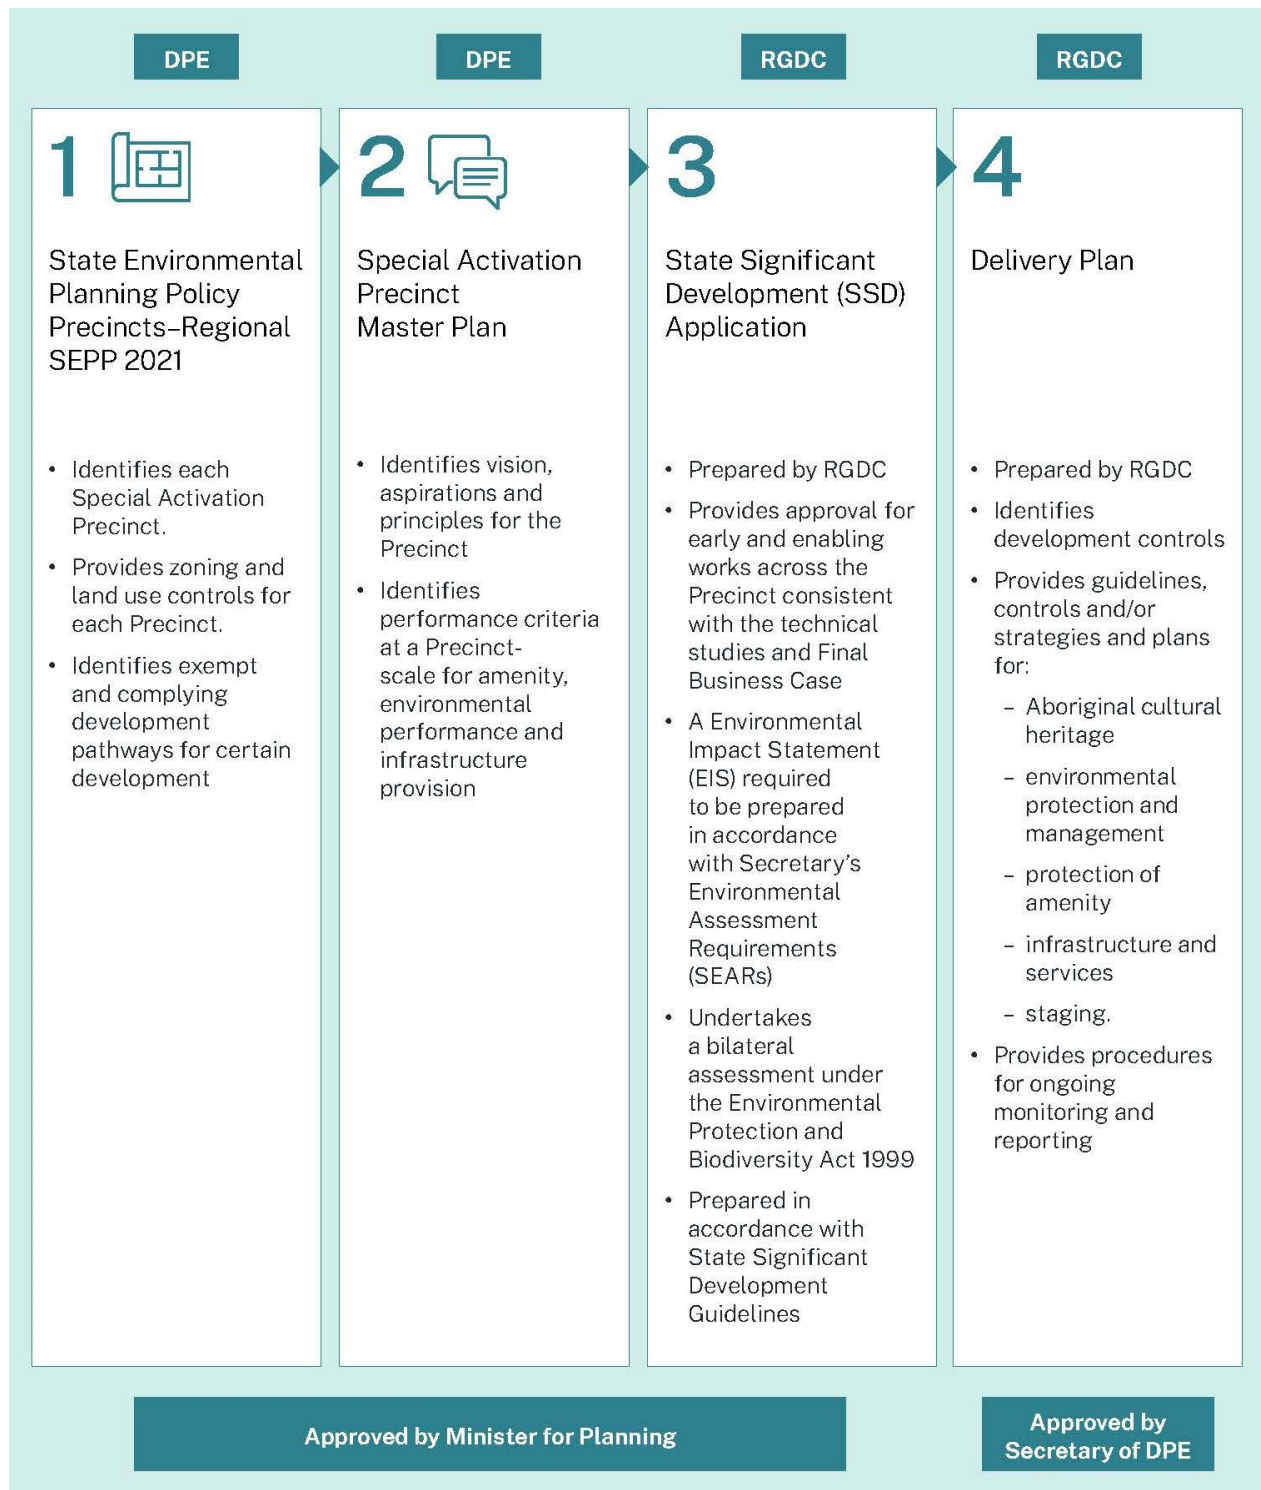 DPE
DPE
RGDC
RGDC
1
State Environmental
Planning Policy
Precincts–Regional
SEPP 2021
• Identifies each
Special Activation
Precinct.
• Provides zoning and
land use controls for
each Precinct.
• Identifies exempt
and complying
development
pathways for certain
development
2
Special Activation
Precinct
Master Plan
• Identifies vision,
aspirations and
principles for the
Precinct
• Identifies
performance criteria
at a Precinct-
scale for amenity,
environmental
performance and
infrastructure
provision
3
State Significant
Development (SSD)
Application
• Prepared by RGDC
• Provides approval for
early and enabling
works across the
Precinct consistent
with the technical
studies and Final
Business Case
• A Environmental
Impact Statement
(EIS) required
to be prepared
in accordance
with Secretary’s
Environmental
Assessment
Requirements
(SEARs)
• Undertakes
a bilateral
assessment under
the Environmental
Protection and
Biodiversity Act 1999
• Prepared in
accordance with
State Significant
Development
Guidelines
4
Delivery Plan
• Prepared by RGDC
• Identifies
development controls
• Provides guidelines,
controls and/or
strategies and plans
for:
– Aboriginal cultural
heritage
– environmental
protection and
management
– protection of
amenity
– infrastructure and
services
– staging.
• Provides procedures
for ongoing
monitoring and
reporting
Approved by Minister for Planning
Approved by
Secretary of DPE